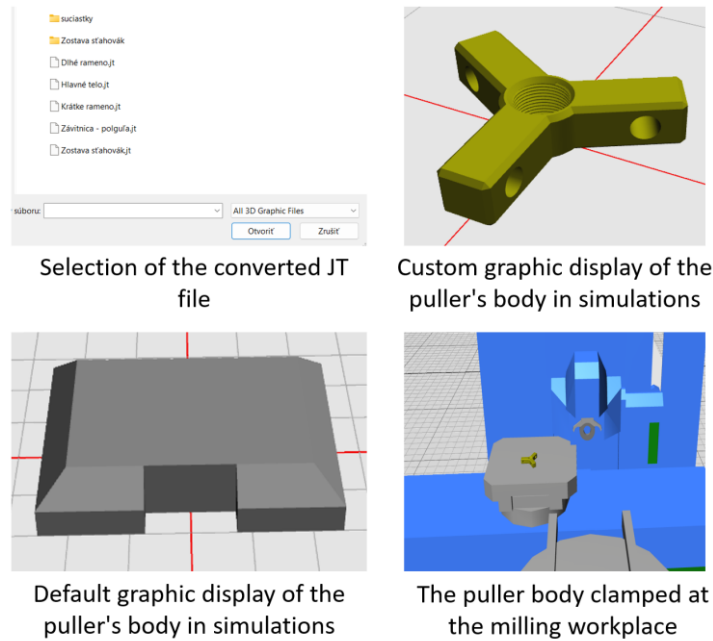 suciastky
Zostava sťahovák
Dlhé rameno.jt
Hlavné telo.jt
Krátke rameno.jt
Závitnica - polguľa.jt
Zostava sťahovák.jt
súboru:
All 3D Graphic Files
Otvoriť
Zrušiť
Selection of the converted JT
file
Custom graphic display of the
puller's body in simulations
Default graphic display of the
puller's body in simulations
The puller body clamped at
the milling workplace